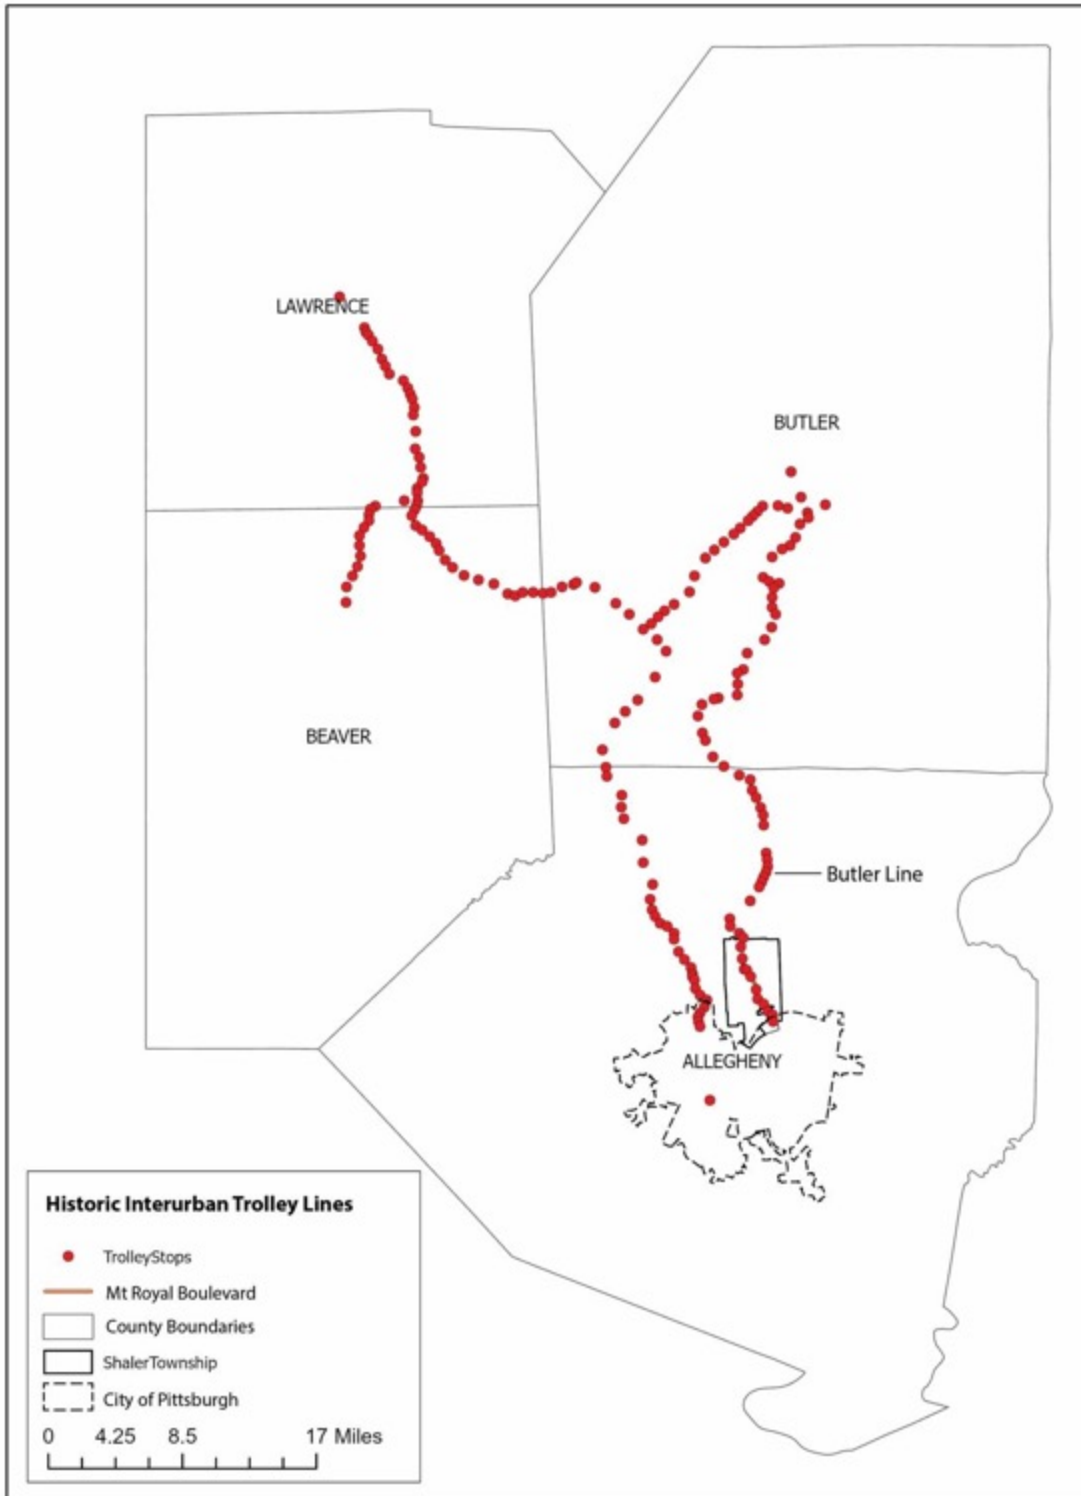 LAWRENCE
BUTLER
BEAVER
Butler Line
ALLEGHENY
Historic Interurban Trolley Lines
TrolleyStops
Mt Royal Boulevard
County Boundaries
ShalerTownship
City of Pittsburgh
0 4.25 8.5 17 Miles